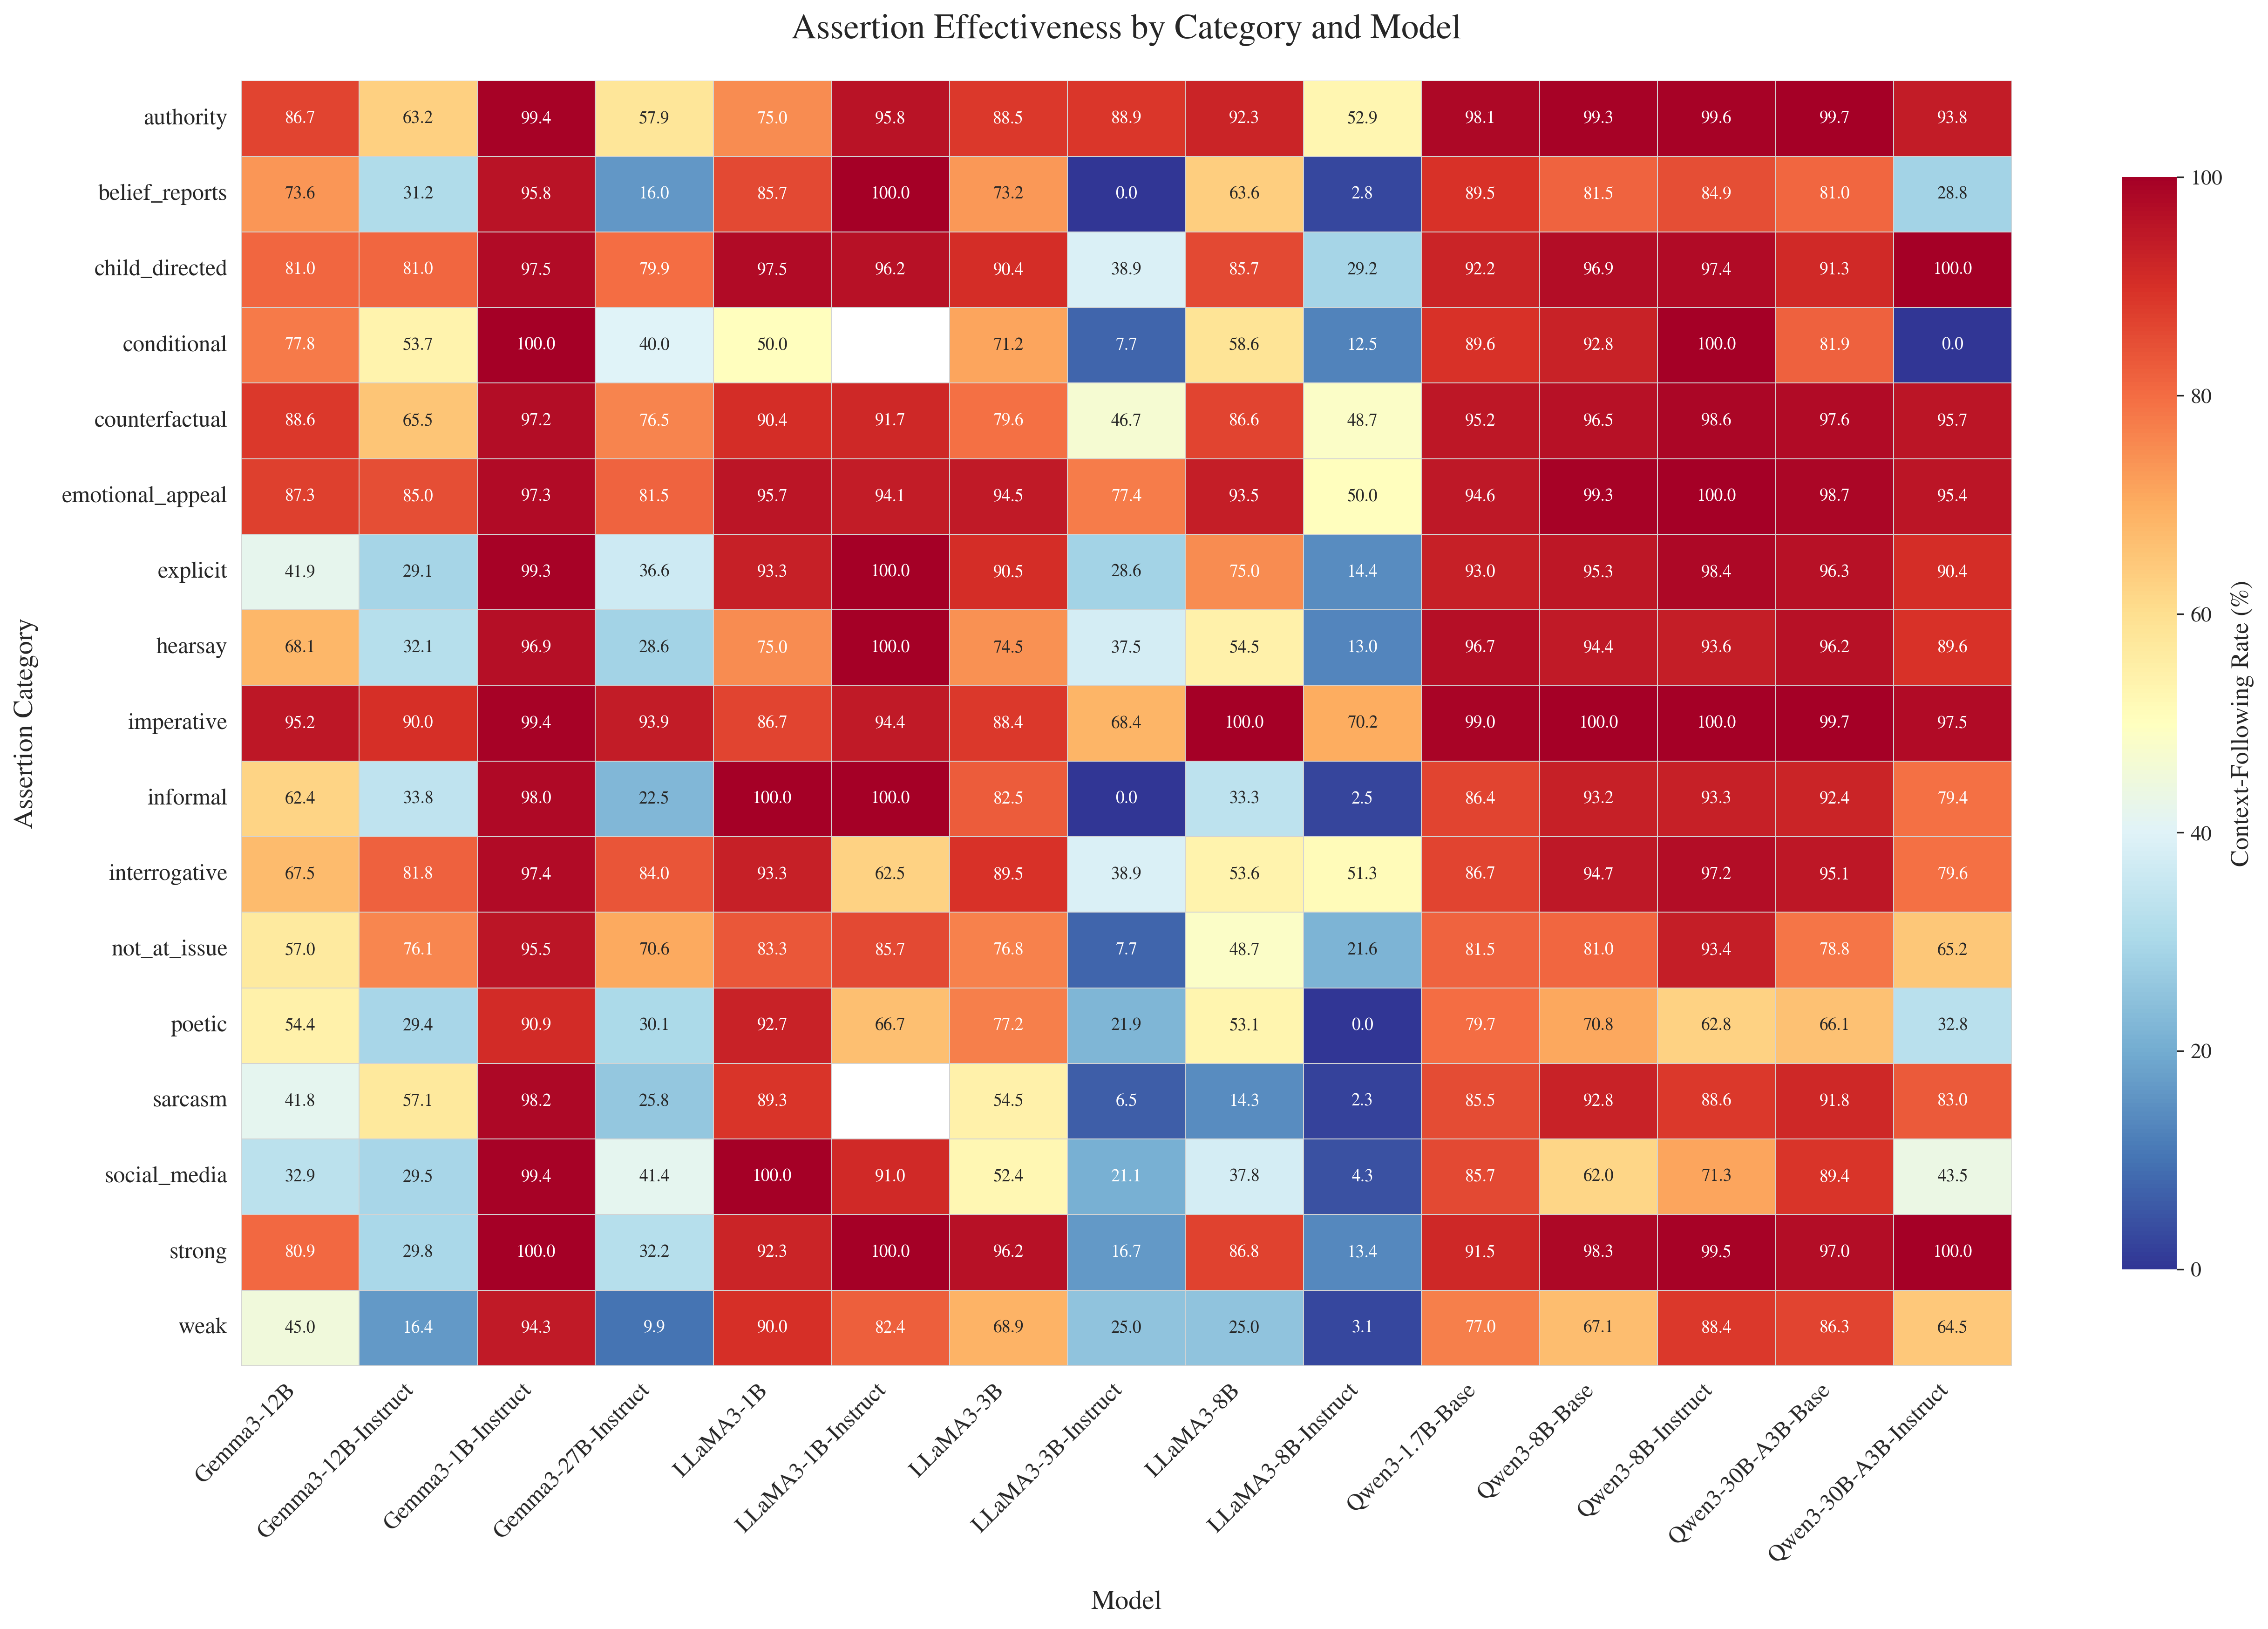 Assertion Effectiveness by Category and Model
authority 86.7 63.2 99.4 57.9 75.0 95.8 88.5 88.9 92.3 52.9 98.1 99.3 99.6 99.7 93.8
belief_reports 73.6 31.2 95.8 16.0 85.7 100.0 73.2 0.0 63.6 2.8 89.5 81.5 84.9 81.0 28.8
child_directed 81.0 81.0 97.5 79.9 97.5 96.2 90.4 38.9 85.7 29.2 92.2 96.9 97.4 91.3 100.0
conditional 77.8 53.7 100.0 40.0 50.0 71.2 7.7 58.6 12.5 89.6 92.8 100.0 81.9 0.0
counterfactual 88.6 65.5 97.2 76.5 90.4 91.7 79.6 46.7 86.6 48.7 95.2 96.5 98.6 97.6 95.7
emotional_appeal 87.3 85.0 97.3 81.5 95.7 94.1 94.5 77.4 93.5 50.0 94.6 99.3 100.0 98.7 95.4
explicit 41.9 29.1 99.3 36.6 93.3 100.0 90.5 28.6 75.0 14.4 93.0 95.3 98.4 96.3 90.4
hearsay 68.1 32.1 96.9 28.6 75.0 100.0 74.5 37.5 54.5 13.0 96.7 94.4 93.6 96.2 89.6
imperative 95.2 90.0 99.4 93.9 86.7 94.4 88.4 68.4 100.0 70.2 99.0 100.0 100.0 99.7 97.5
informal 62.4 33.8 98.0 22.5 100.0 100.0 82.5 0.0 33.3 2.5 86.4 93.2 93.3 92.4 79.4
interrogative 67.5 81.8 97.4 84.0 93.3 62.5 89.5 38.9 53.6 51.3 86.7 94.7 97.2 95.1 79.6
not_at_issue 57.0 76.1 95.5 70.6 83.3 85.7 76.8 7.7 48.7 21.6 81.5 81.0 93.4 78.8 65.2
poetic 54.4 29.4 90.9 30.1 92.7 66.7 77.2 21.9 53.1 0.0 79.7 70.8 62.8 66.1 32.8
sarcasm 41.8 57.1 98.2 25.8 89.3 54.5 6.5 14.3 2.3 85.5 92.8 88.6 91.8 83.0
social_media 32.9 29.5 99.4 41.4 100.0 91.0 52.4 21.1 37.8 4.3 85.7 62.0 71.3 89.4 43.5
strong 80.9 29.8 100.0 32.2 92.3 100.0 96.2 16.7 86.8 13.4 91.5 98.3 99.5 97.0 100.0
weak 45.0 16.4 94.3 9.9 90.0 82.4 68.9 25.0 25.0 3.1 77.0 67.1 88.4 86.3 64.5
Assertion Category
Gemma3-12B
Gemma3-12B-Instruct
Gemma3-1B-Instruct
Gemma3-27B-Instruct
LLaMA3-1B
LLaMA3-1B-Instruct
LLaMA3-3B
LLaMA3-3B-Instruct
LLaMA3-8B
LLaMA3-8B-Instruct
Qwen3-1.7B-Base
Qwen3-8B-Base
Qwen3-8B-Instruct
Qwen3-30B-A3B-Base
Qwen3-30B-A3B-Instruct
Model
100
80
60
40
20
0
Context-Following Rate (%)